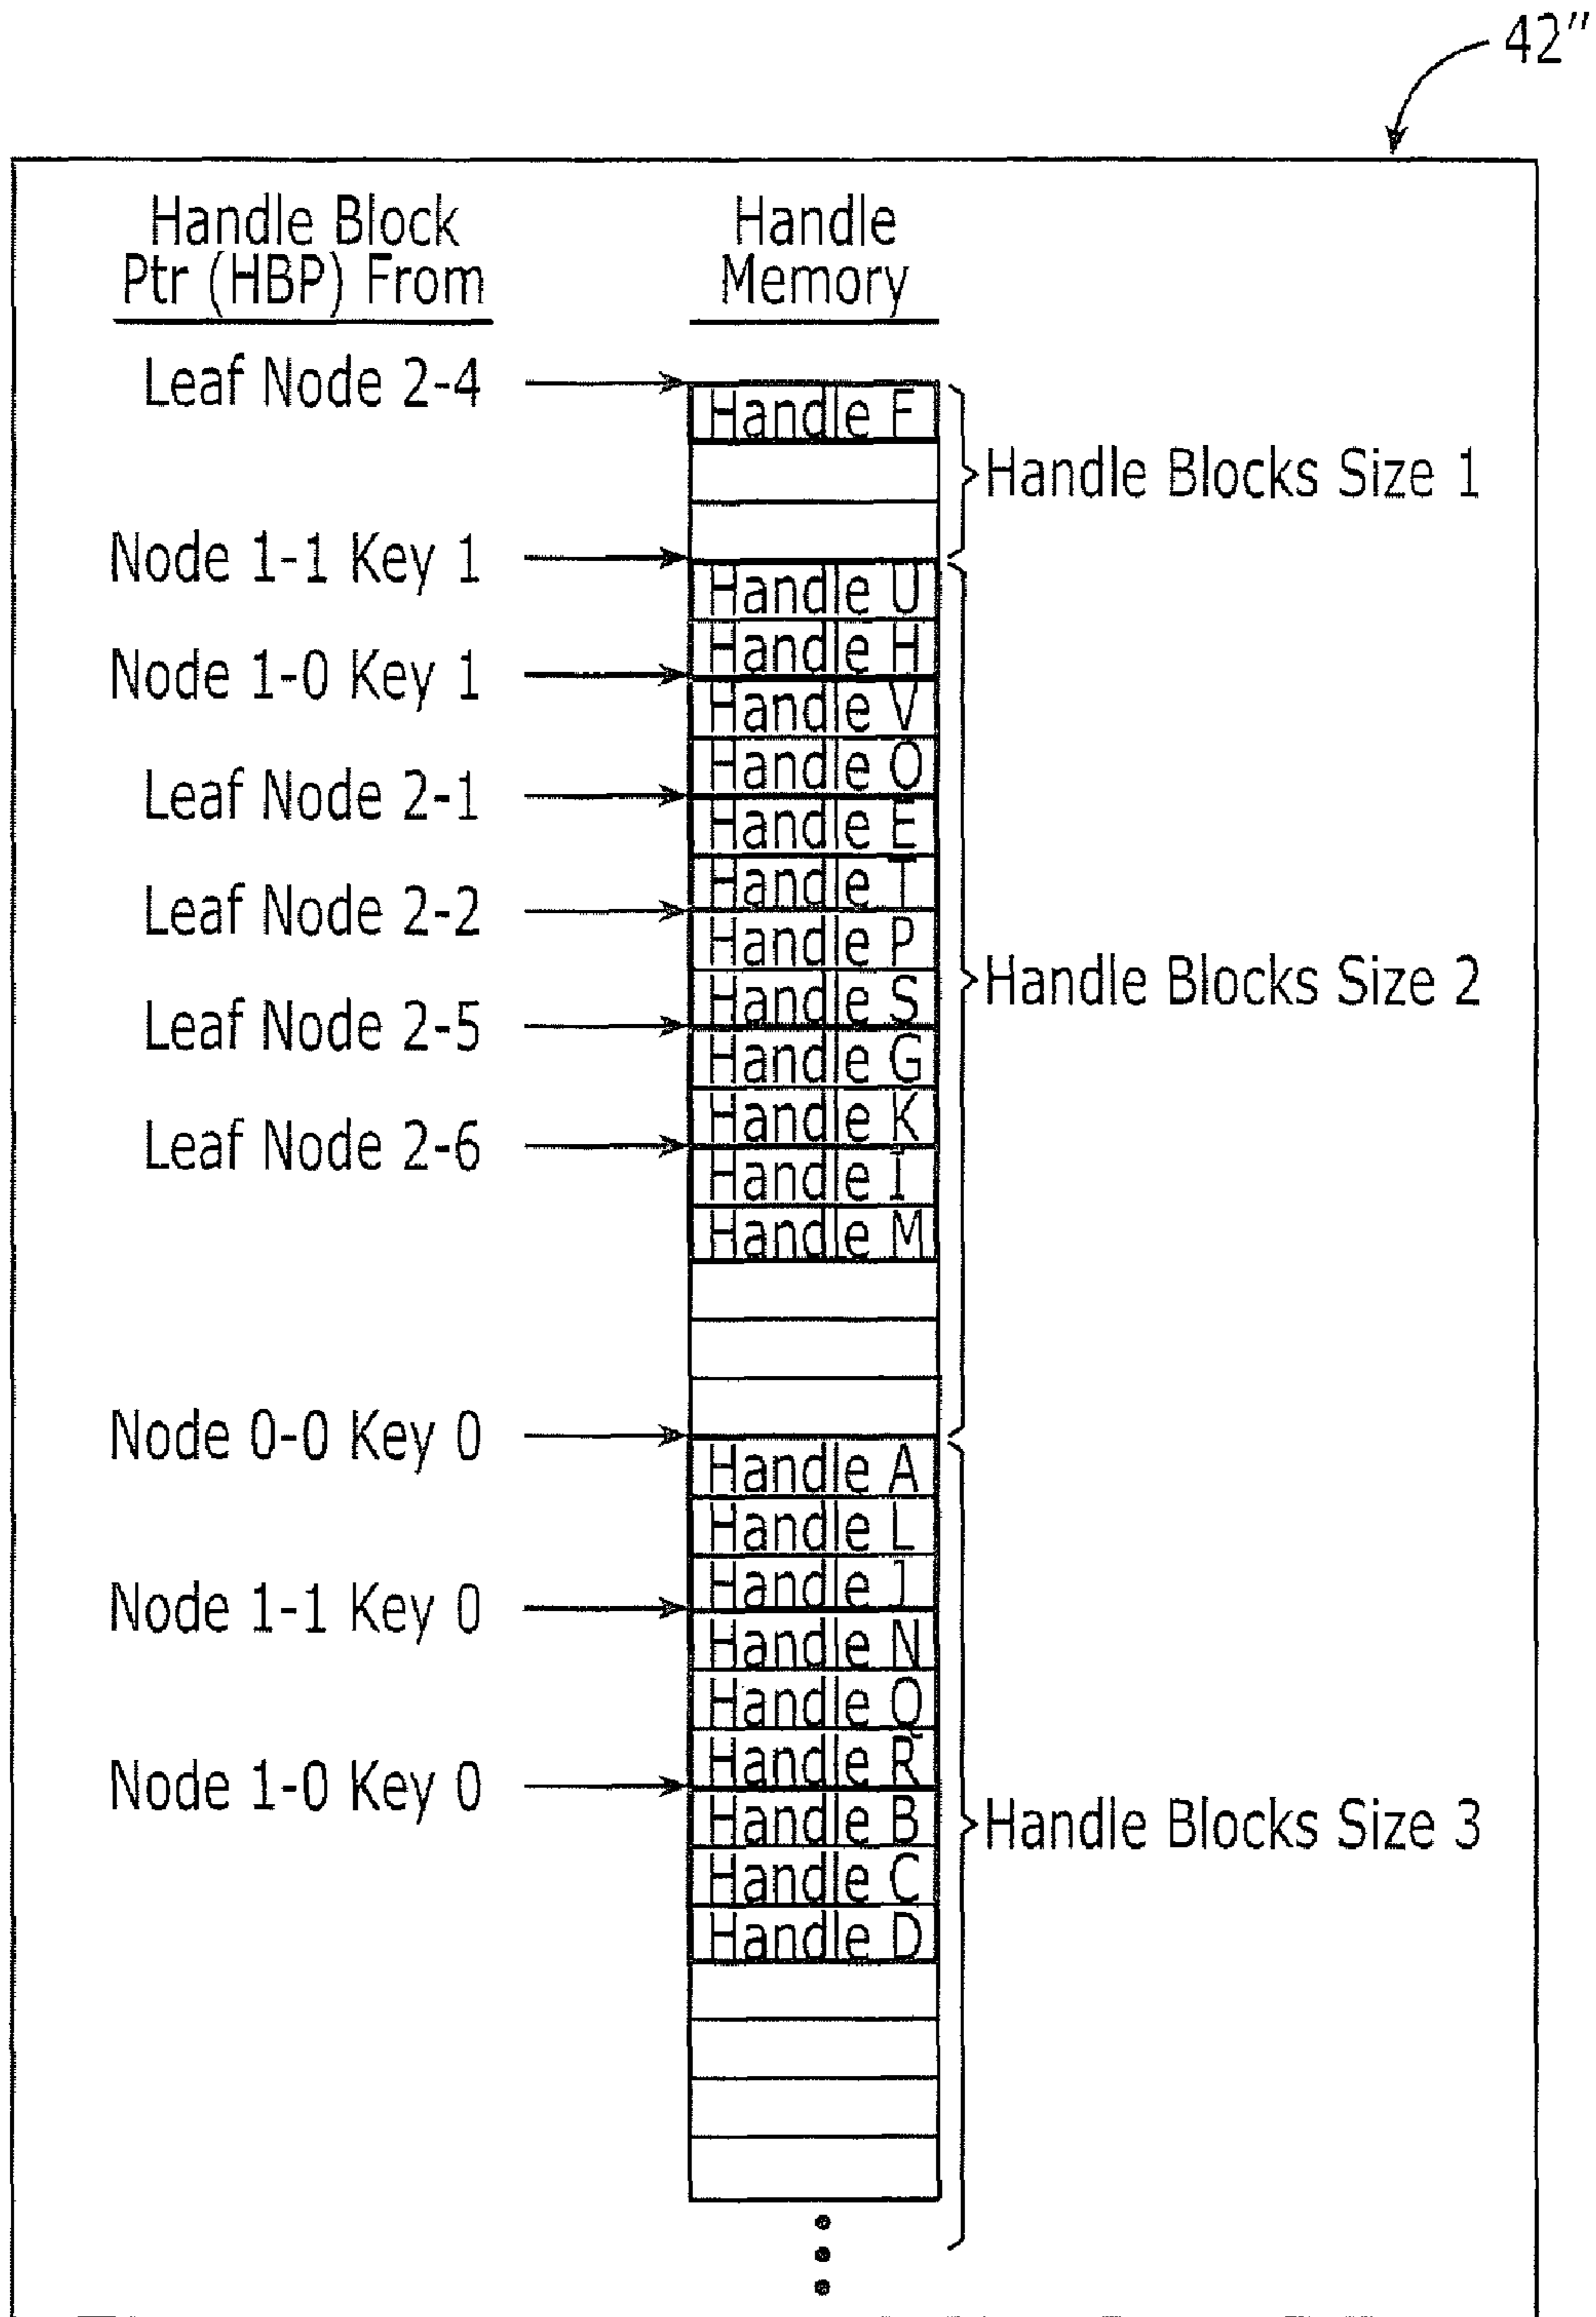 42"
Handle Block
Ptr (HBP) From
Handle
Memory
Leaf Node 2-4
Handle F
Handle Blocks Size 1
Node 1-1 Key 1
Handle U
Handle H
Node 1-0 Key 1
Handle V
Handle O
Leaf Node 2-1
Handle E
Handle T
Leaf Node 2-2
Handle P
Handle Blocks Size 2
Handle S
Leaf Node 2-5
Handle G
Handle K
Leaf Node 2-6
Handle I
Handle M
Node 0-0 Key 0
Handle A
Handle L
Handle J
Node 1-1 Key 0
Handle N
Handle Q
Handle R
Node 1-0 Key 0
Handle B
Handle Blocks Size 3
Handle C
Handle D